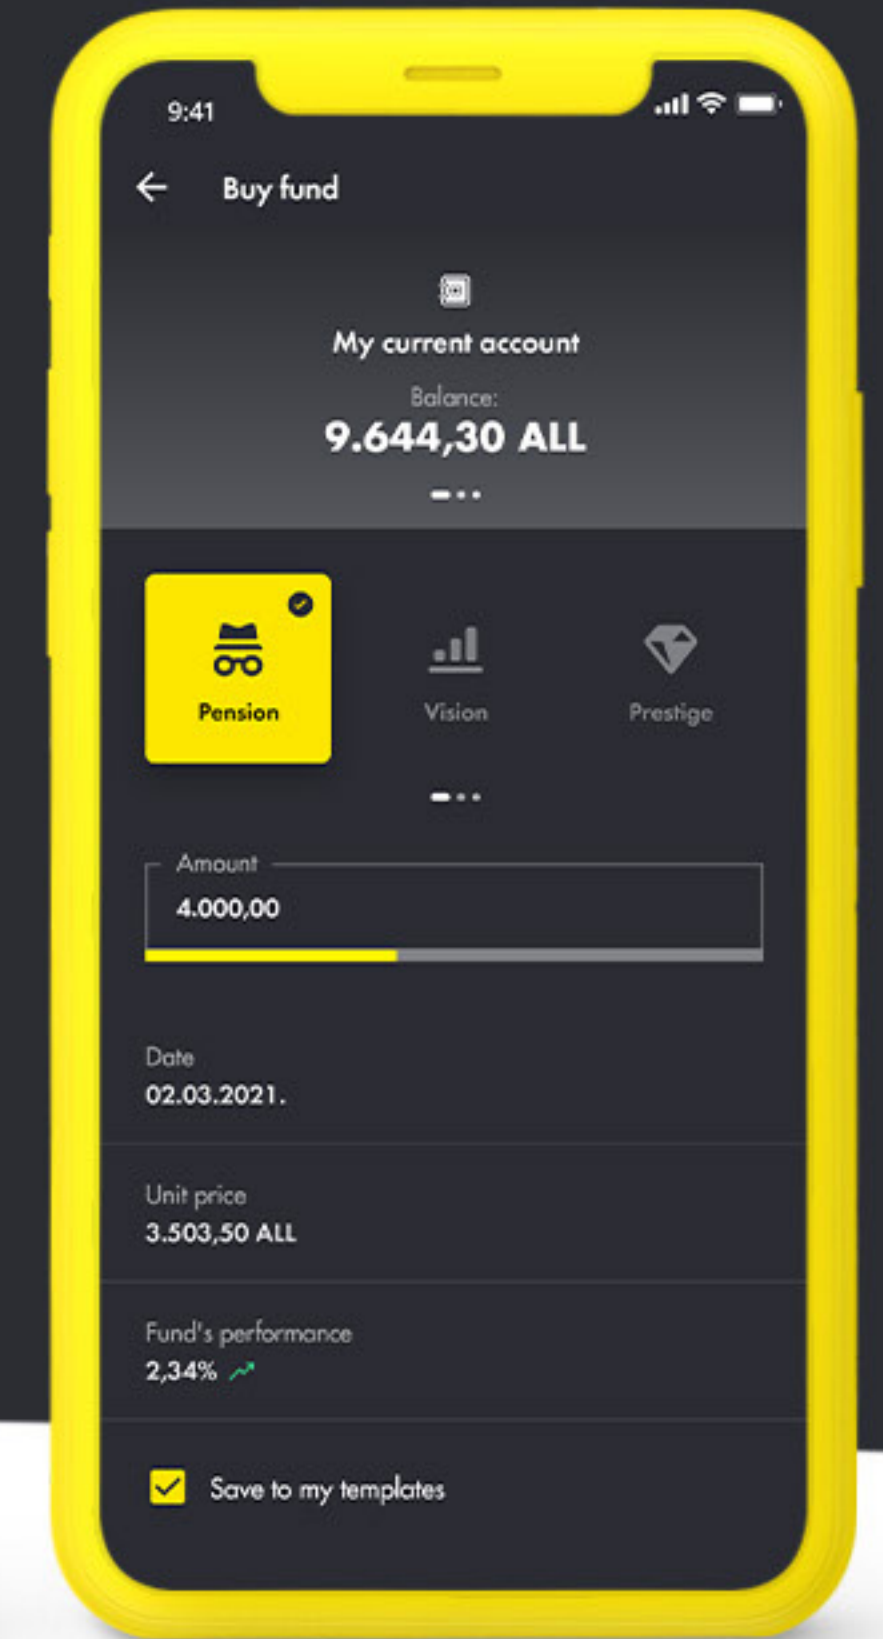 9:41
Buy fund
My current account
Balance:
9.644,30 ALL
Pension
Vision
Prestige
Amount
4.000,00
Date
02.03.2021.
Unit price
3.503,50 ALL
Fund's performance
2,34%
Save to my templates